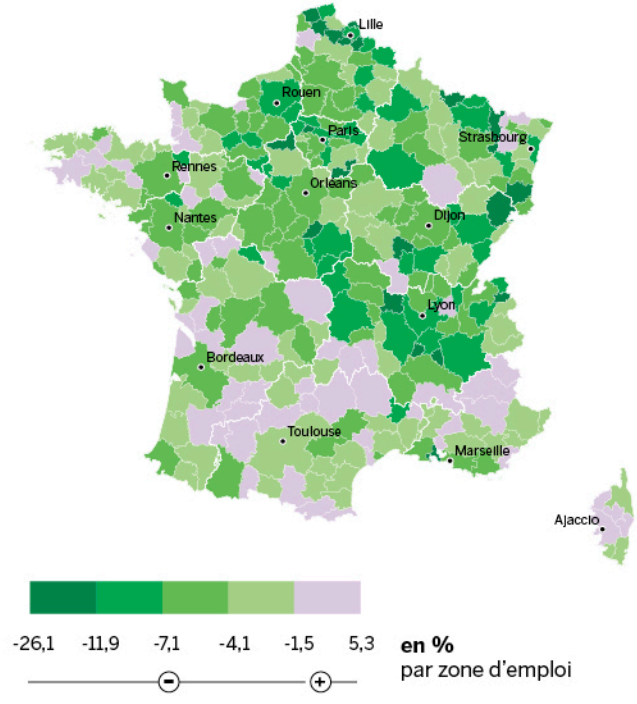 Lille
Rouen
Paris
Strasbourg
Rennes
Orléans
Nantes
Dijon
Lyon
Bordeaux
Toulouse
Marseille
Ajaccio
-26,1 -11,9 -7,1 -4,1 -1,5 5,3
en %
par zone d'emploi
− +